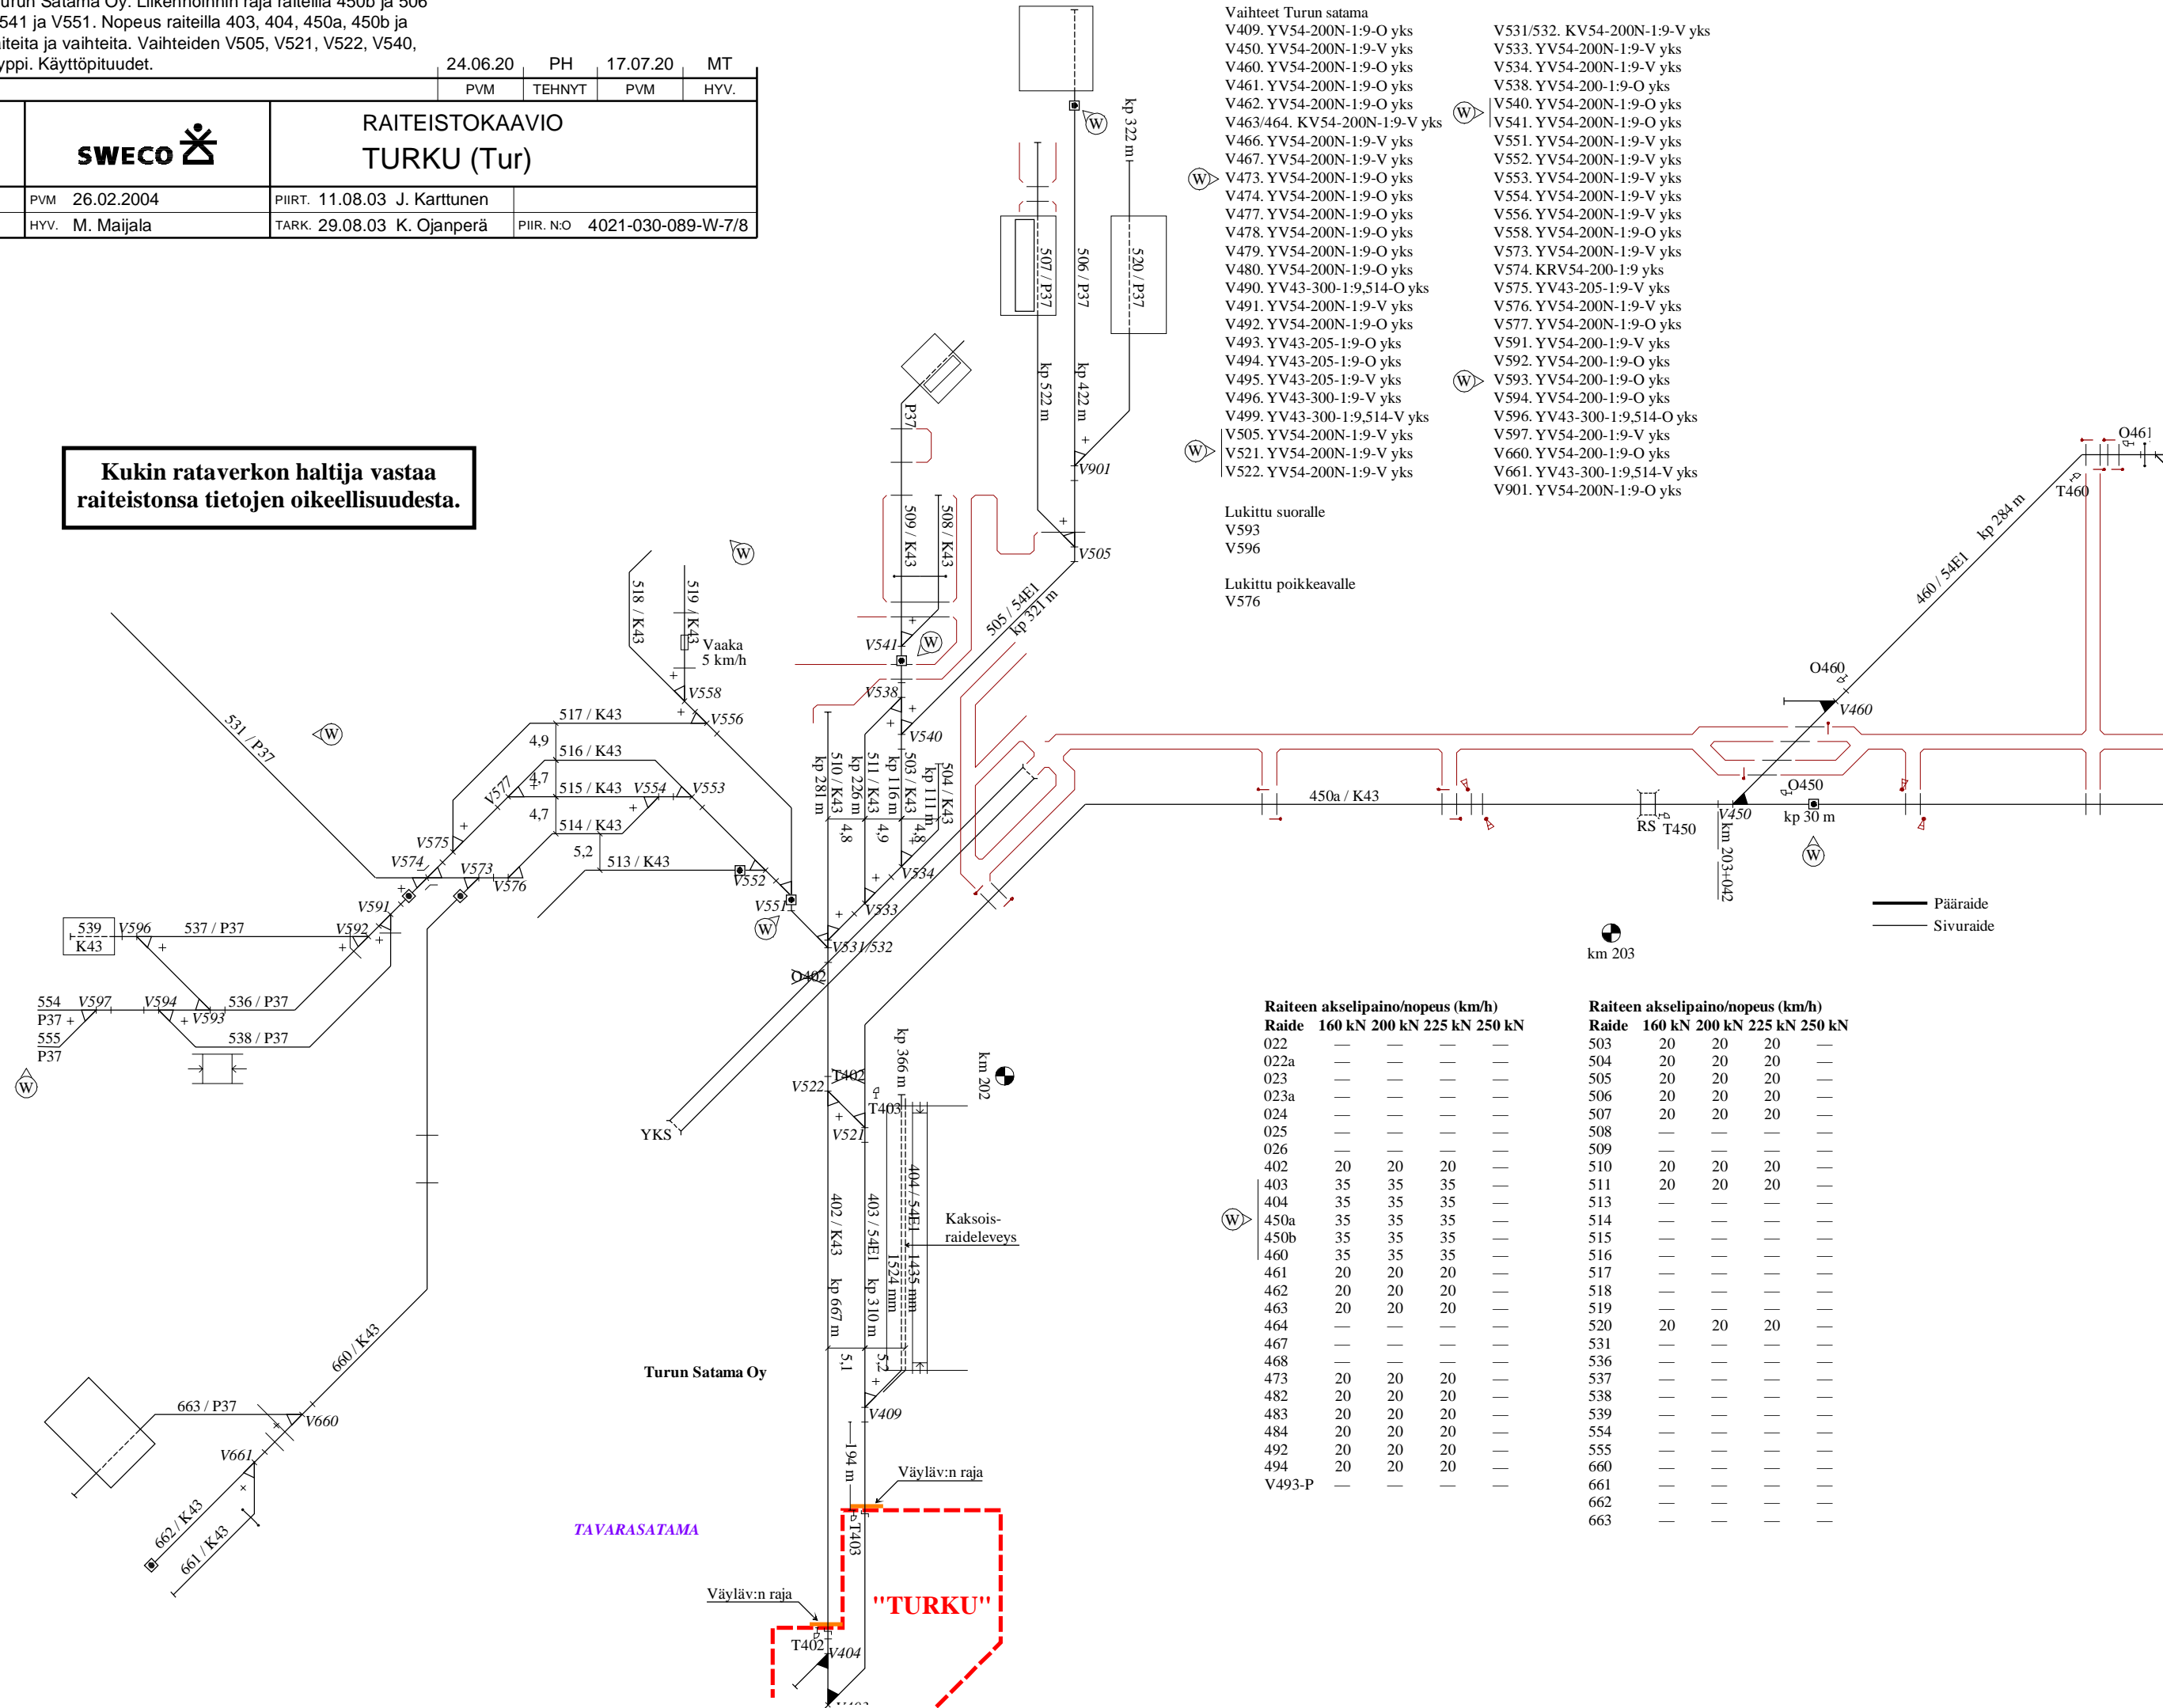 Turun Satama Oy. Liikennöinnin raja raiteilla 450b ja 506
V541 ja V551. Nopeus raiteilla 403, 404, 450a, 450b ja
raiteita ja vaihteita. Vaihteiden V505, V521, V522, V540,
tyyppi. Käyttöpituudet.
24.06.20 PH 17.07.20 MT
PVM TEHNYT PVM HYV.
SWECO
RAITEISTOKAAVIO
TURKU (Tur)
PVM 26.02.2004 PIIRT. 11.08.03 J. Karttunen
HYV. M. Maijala TARK. 29.08.03 K. Ojanperä PIIR. N:O 4021-030-089-W-7/8
Kukin rataverkon haltija vastaa
raiteistonsa tietojen oikeellisuudesta.
Vaihteet Turun satama
V409. YV54-200N-1:9-O yks
V450. YV54-200N-1:9-V yks
V460. YV54-200N-1:9-O yks
V461. YV54-200N-1:9-O yks
V462. YV54-200N-1:9-O yks
V463/464. KV54-200N-1:9-V yks
V466. YV54-200N-1:9-V yks
V467. YV54-200N-1:9-V yks
W V473. YV54-200N-1:9-O yks
V474. YV54-200N-1:9-O yks
V477. YV54-200N-1:9-O yks
V478. YV54-200N-1:9-O yks
V479. YV54-200N-1:9-O yks
V480. YV54-200N-1:9-O yks
V490. YV43-300-1:9,514-O yks
V491. YV54-200N-1:9-V yks
V492. YV54-200N-1:9-O yks
V493. YV43-205-1:9-O yks
V494. YV43-205-1:9-O yks
V495. YV43-205-1:9-V yks
V496. YV43-300-1:9-V yks
V499. YV43-300-1:9,514-V yks
V505. YV54-200N-1:9-V yks
W V521. YV54-200N-1:9-V yks
V522. YV54-200N-1:9-V yks
V531/532. KV54-200N-1:9-V yks
V533. YV54-200N-1:9-V yks
V534. YV54-200N-1:9-V yks
V538. YV54-200-1:9-O yks
W V540. YV54-200N-1:9-O yks
V541. YV54-200N-1:9-O yks
V551. YV54-200N-1:9-V yks
V552. YV54-200N-1:9-V yks
V553. YV54-200N-1:9-V yks
V554. YV54-200N-1:9-V yks
V556. YV54-200N-1:9-V yks
V558. YV54-200N-1:9-O yks
V573. YV54-200N-1:9-V yks
V574. KRV54-200-1:9 yks
V575. YV43-205-1:9-V yks
V576. YV54-200N-1:9-V yks
V577. YV54-200N-1:9-O yks
V591. YV54-200-1:9-V yks
V592. YV54-200-1:9-O yks
W V593. YV54-200-1:9-O yks
V594. YV54-200-1:9-O yks
V596. YV43-300-1:9,514-O yks
V597. YV54-200-1:9-V yks
V660. YV54-200-1:9-O yks
V661. YV43-300-1:9,514-V yks
V901. YV54-200N-1:9-O yks
Lukittu suoralle
V593
V596
Lukittu poikkeavalle
V576
W
kp 322 m
507 / P37
506 / P37
520 / P37
kp 522 m
kp 422 m
V901
V505
P37
509 / K43
508 / K43
505 / 54E1
kp 321 m
V541
W
V538
V540
W
518 / K43
519 / K43
Vaaka
5 km/h
V558
V556
531 / P37
W
517 / K43
4,9
516 / K43
4,7
515 / K43
4,7
514 / K43
5,2
513 / K43
V577
V554
V553
V575
V574
V573
V576
V552
V551
W
V591
V592
539
K43
V596
537 / P37
554
P37
555
P37
V597
V594
V593
536 / P37
538 / P37
W
510 / K43
kp 281 m
511 / K43
kp 226 m
503 / K43
kp 116 m
504 / K43
kp 111 m
4,8
4,9
4,8
V534
V533
V531/532
O402
O461
T460
kp 284 m
460 / 54E1
O460
V460
O450
450a / K43
RS
T450
V450
kp 30 m
W
km 203+042
km 203
Pääraide
Sivuraide
YKS
T402
V522
V521
T403
kp 366 m
km 202
402 / K43
kp 667 m
403 / 54E1
kp 310 m
404 / 54E1
1524 mm
1435 mm
Kaksois-
raideleveys
5,1
5,2
V409
194 m
Väyläv:n raja
T403
"TURKU"
Väyläv:n raja
T402
V404
Turun Satama Oy
TAVARASATAMA
660 / K43
663 / P37
V660
V661
662 / K43
661 / K43
Raiteen akselipaino/nopeus (km/h)
Raide 160 kN 200 kN 225 kN 250 kN
022 — — — —
022a — — — —
023 — — — —
023a — — — —
024 — — — —
025 — — — —
026 — — — —
402 20 20 20 —
403 35 35 35 —
404 35 35 35 —
W 450a 35 35 35 —
450b 35 35 35 —
460 35 35 35 —
461 20 20 20 —
462 20 20 20 —
463 20 20 20 —
464 — — — —
467 — — — —
468 — — — —
473 20 20 20 —
482 20 20 20 —
483 20 20 20 —
484 20 20 20 —
492 20 20 20 —
494 20 20 20 —
V493-P — — — —
Raiteen akselipaino/nopeus (km/h)
Raide 160 kN 200 kN 225 kN 250 kN
503 20 20 20 —
504 20 20 20 —
505 20 20 20 —
506 20 20 20 —
507 20 20 20 —
508 — — — —
509 — — — —
510 20 20 20 —
511 20 20 20 —
513 — — — —
514 — — — —
515 — — — —
516 — — — —
517 — — — —
518 — — — —
519 — — — —
520 20 20 20 —
531 — — — —
536 — — — —
537 — — — —
538 — — — —
539 — — — —
554 — — — —
555 — — — —
660 — — — —
661 — — — —
662 — — — —
663 — — — —